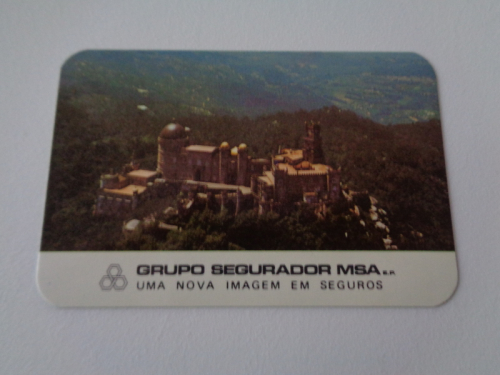 GRUPO SEGURADOR MSA E.P.
UMA NOVA IMAGEM EM SEGUROS